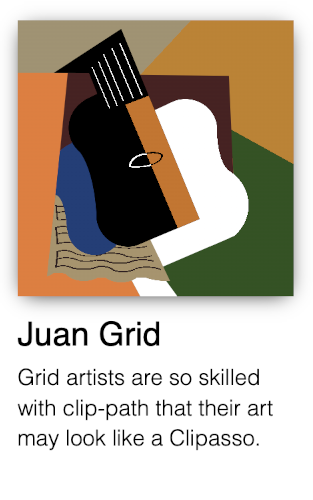 Juan Grid
Grid artists are so skilled
with clip-path that their art
may look like a Clipasso.